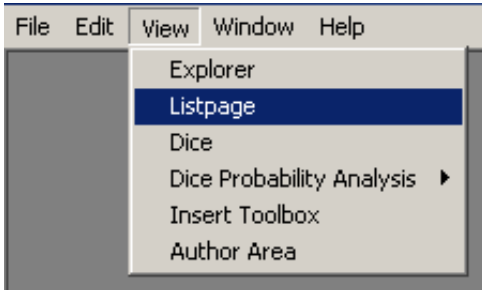 File Edit View Window Help
Explorer
Listpage
Dice
Dice Probability Analysis
Insert Toolbox
Author Area